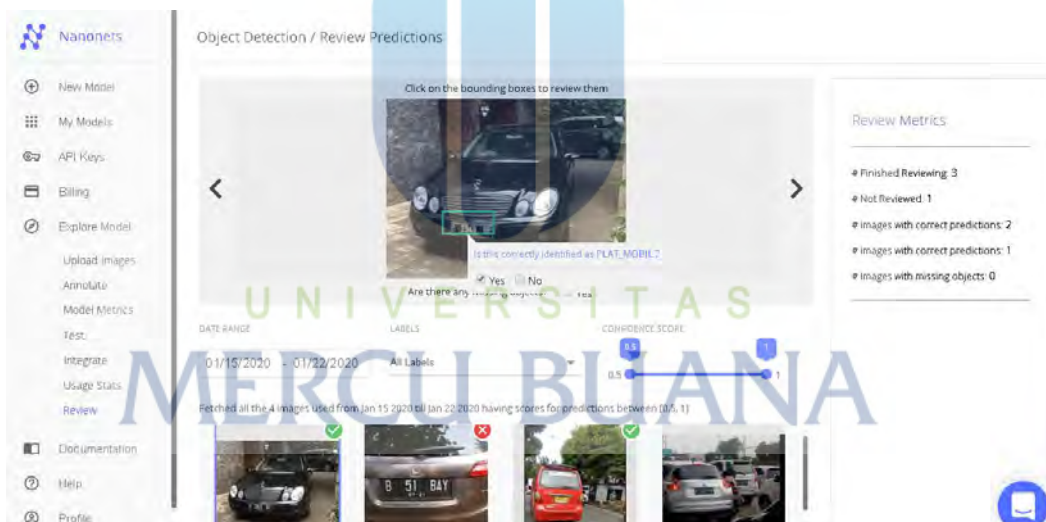 Nanonets
Object Detection / Review Predictions
New Model
My Models
API Keys
Billing
Explore Model
Upload Images
Annotate
Model Metrics
Test
Integrate
Usage Stats
Review
Documentation
Help
Profile
Click on the bounding boxes to review them
Is this correctly identified as PLAT_MOBIL?
Yes No
Are there any missing objects Yes
DATE RANGE LABELS CONFIDENCE SCORE
01/15/2020 - 01/22/2020 All Labels
0.5 1
0.5 1
Fetched all the 4 images used from Jan 15 2020 till Jan 22 2020 having scores for predictions between [0.5, 1]
B 51 BAY
Review Metrics
# Finished Reviewing: 3
# Not Reviewed: 1
# images with correct predictions: 2
# images with correct predictions: 1
# images with missing objects: 0
UNIVERSITAS
MERCU BUANA